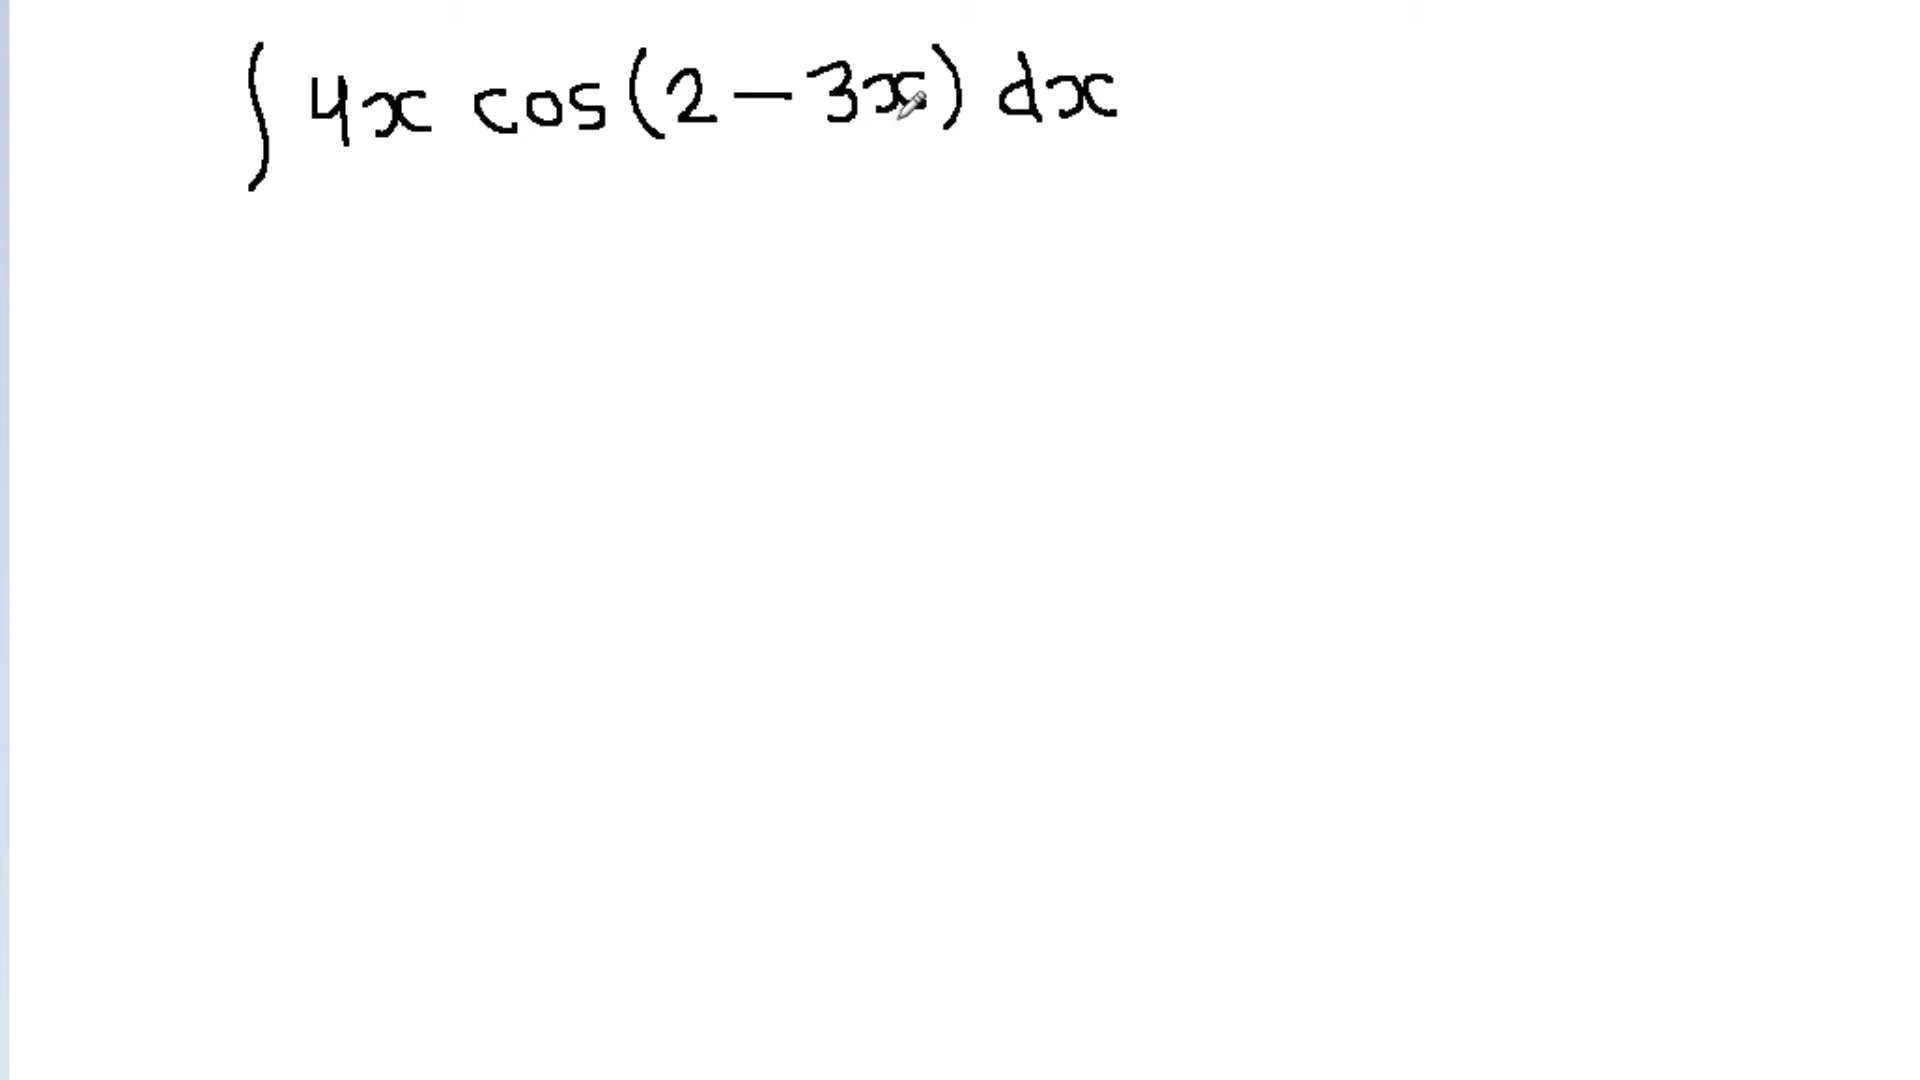 ∫ 4x cos(2-3x) dx